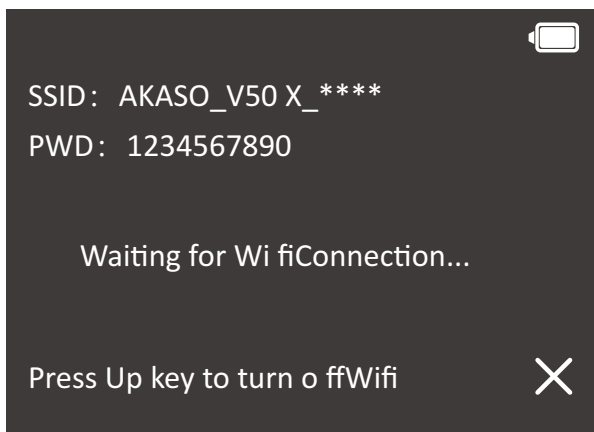 SSID: AKASO_V50 X_****
PWD: 1234567890
Waiting for Wi fiConnection...
Press Up key to turn o ffWifi